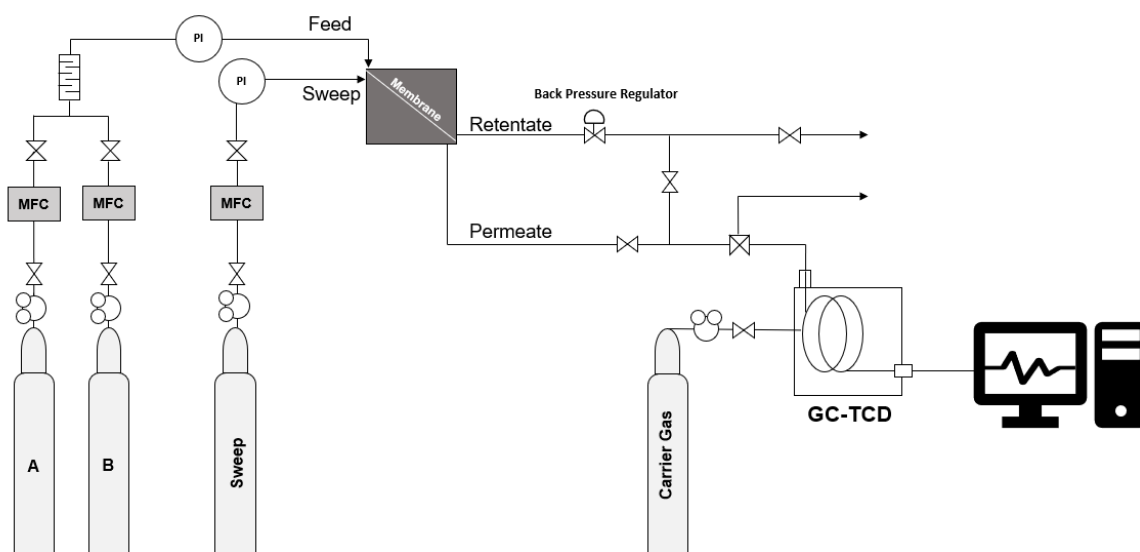 Feed
PI
PI
Sweep
Membrane
Back Pressure Regulator
Retentate
MFC
MFC
MFC
Permeate
GC-TCD
A
B
Sweep
Carrier Gas